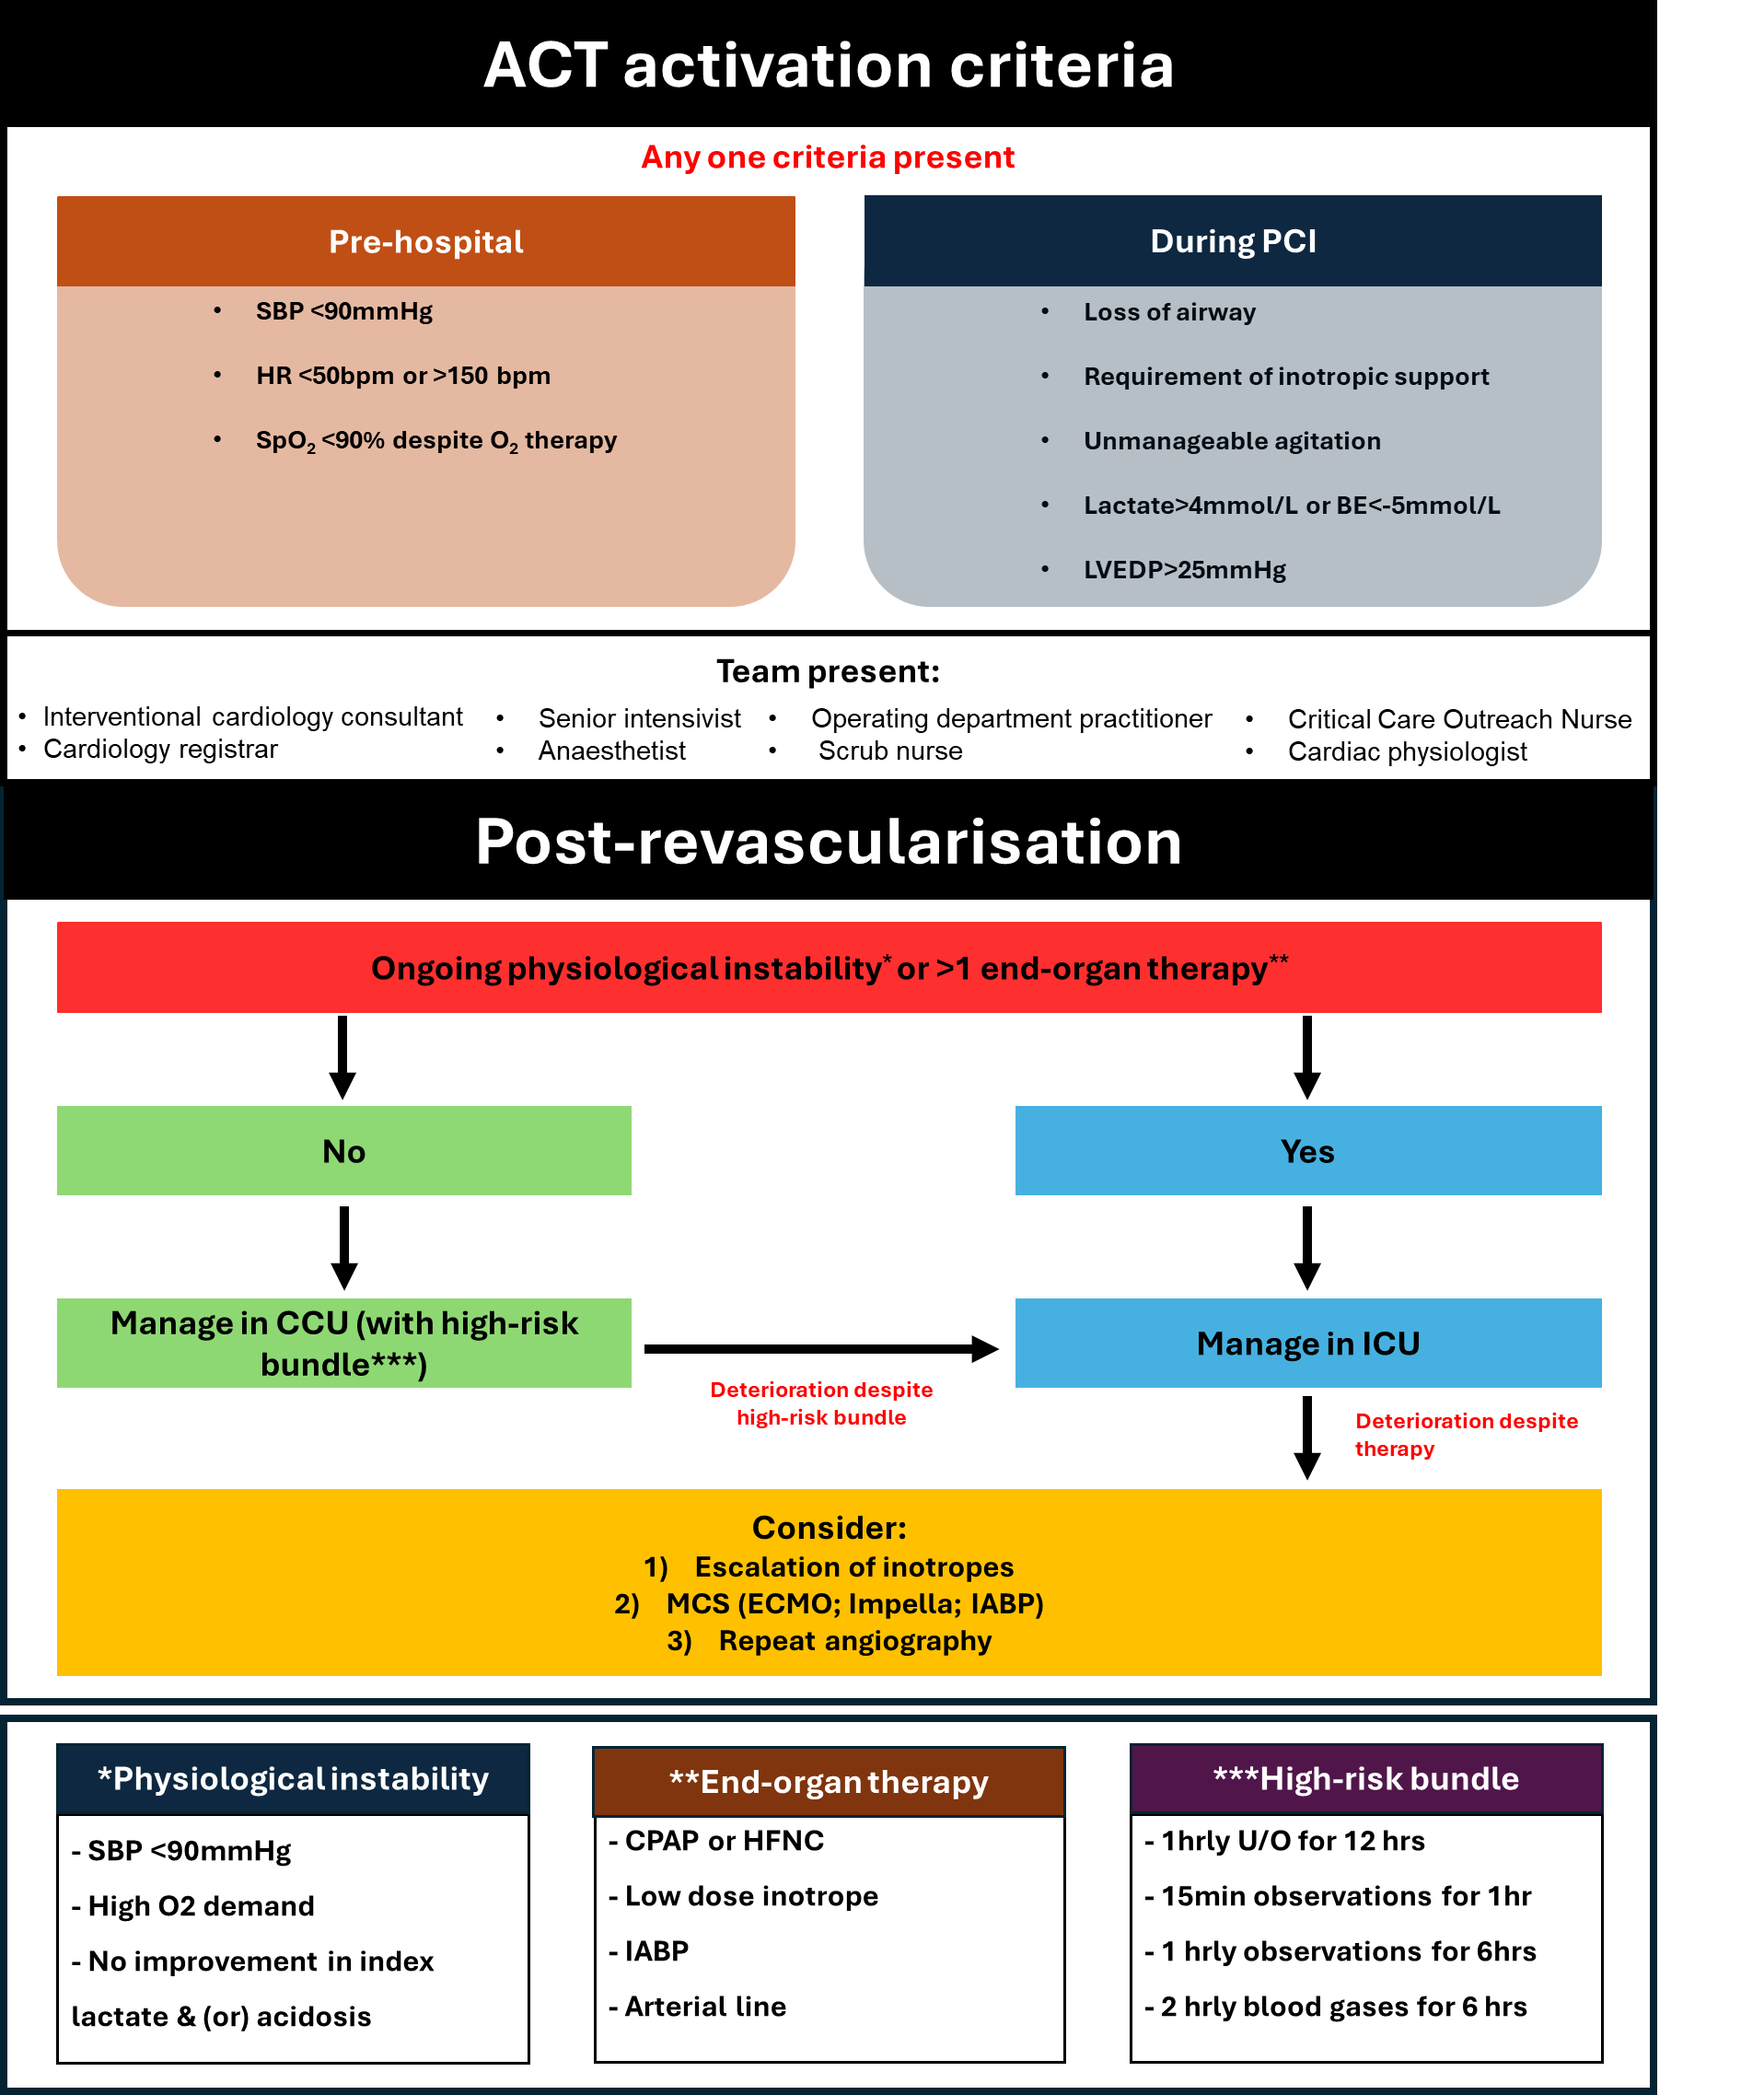 ACT activation criteria
Any one criteria present
Pre-hospital
• SBP <90mmHg
• HR <50bpm or >150 bpm
• SpO₂ <90% despite O₂ therapy
During PCI
• Loss of airway
• Requirement of inotropic support
• Unmanageable agitation
• Lactate>4mmol/L or BE<-5mmol/L
• LVEDP>25mmHg
Team present:
• Interventional cardiology consultant
• Cardiology registrar
• Senior intensivist
• Anaesthetist
• Operating department practitioner
• Scrub nurse
• Critical Care Outreach Nurse
• Cardiac physiologist
Post-revascularisation
Ongoing physiological instability* or >1 end-organ therapy**
No
Yes
Manage in CCU (with high-risk
bundle***)
Deterioration despite
high-risk bundle
Manage in ICU
Deterioration despite
therapy
Consider:
1) Escalation of inotropes
2) MCS (ECMO; Impella; IABP)
3) Repeat angiography
*Physiological instability
- SBP <90mmHg
- High O2 demand
- No improvement in index
lactate & (or) acidosis
**End-organ therapy
- CPAP or HFNC
- Low dose inotrope
- IABP
- Arterial line
***High-risk bundle
- 1hrly U/O for 12 hrs
- 15min observations for 1hr
- 1 hrly observations for 6hrs
- 2 hrly blood gases for 6 hrs